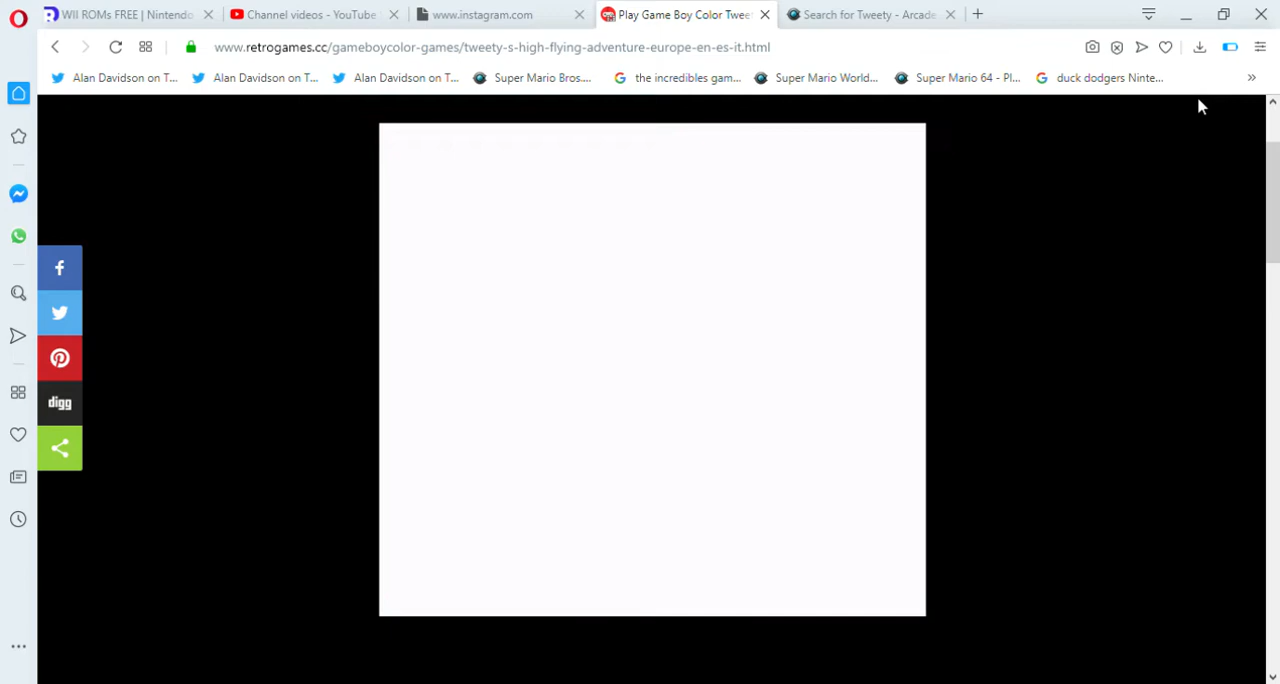 WII ROMs FREE | Nintendo
Channel videos - YouTube
www.instagram.com
Play Game Boy Color Twee
Search for Tweety - Arcade
www.retrogames.cc/gameboycolor-games/tweety-s-high-flying-adventure-europe-en-es-it.html
Alan Davidson on T...
Alan Davidson on T...
Alan Davidson on T...
Super Mario Bros....
the incredibles gam...
Super Mario World...
Super Mario 64 - Pl...
duck dodgers Ninte...
digg